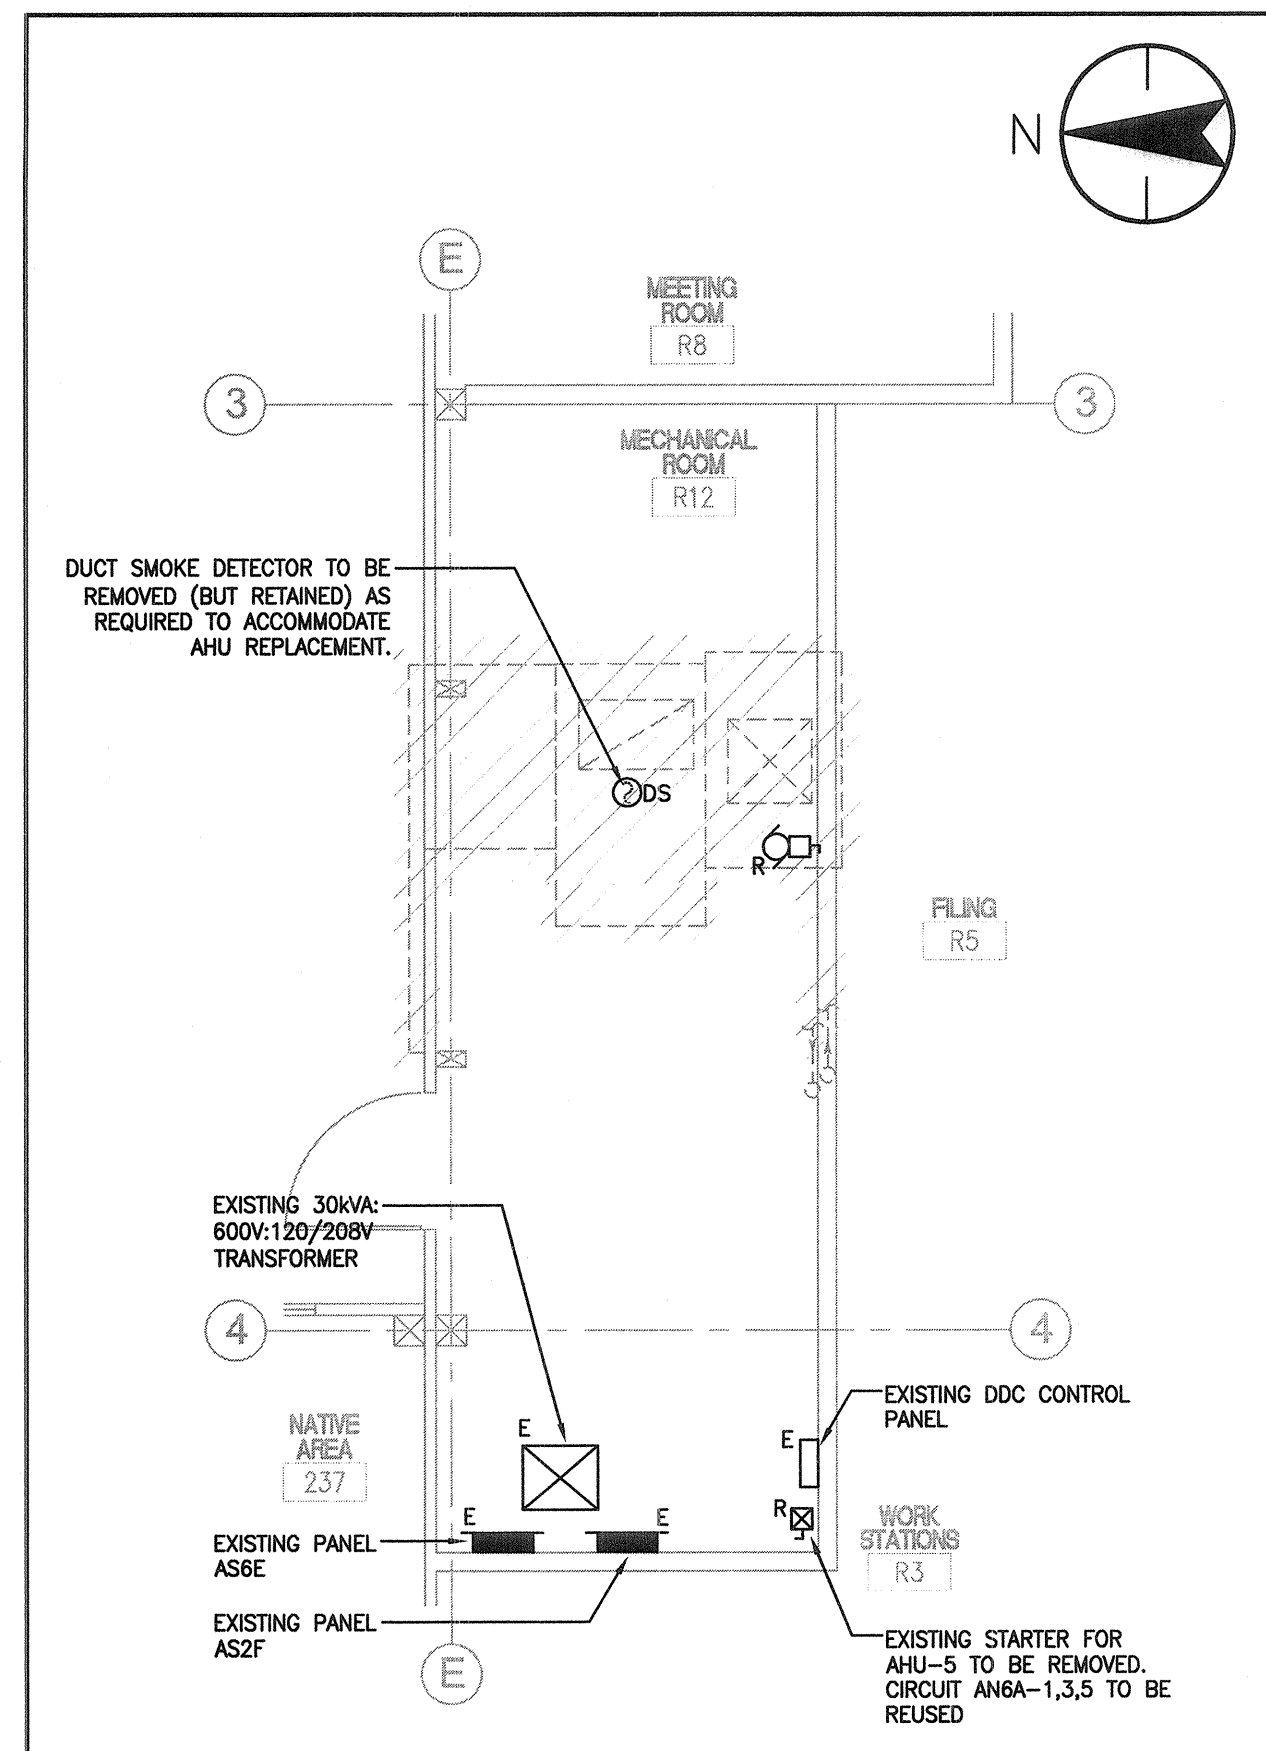 N
E
MEETING
ROOM
R8
3
3
MECHANICAL
ROOM
R12
DUCT SMOKE DETECTOR TO BE
REMOVED (BUT RETAINED) AS
REQUIRED TO ACCOMMODATE
AHU REPLACEMENT.
DS
R
FILING
R5
EXISTING 30kVA:
600V:120/208V
TRANSFORMER
4
4
EXISTING DDC CONTROL
PANEL
NATIVE
AREA
237
E
E
R
WORK
STATIONS
R3
E
E
EXISTING PANEL
AS6E
EXISTING PANEL
AS2F
E
EXISTING STARTER FOR
AHU-5 TO BE REMOVED.
CIRCUIT AN6A-1,3,5 TO BE
REUSED